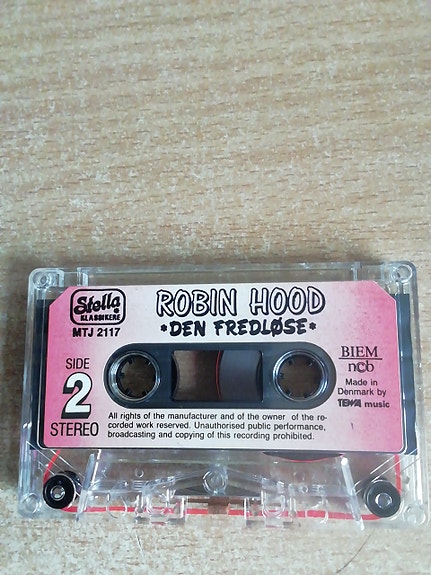 Stella
KLASSIKERE
MTJ 2117
ROBIN HOOD
*DEN FREDLØSE*
SIDE
2
STEREO
BIEM
ncb
Made in
Denmark by
music
All rights of the manufacturer and of the owner of the re-
corded work reserved. Unauthorised public performance,
broadcasting and copying of this recording prohibited.